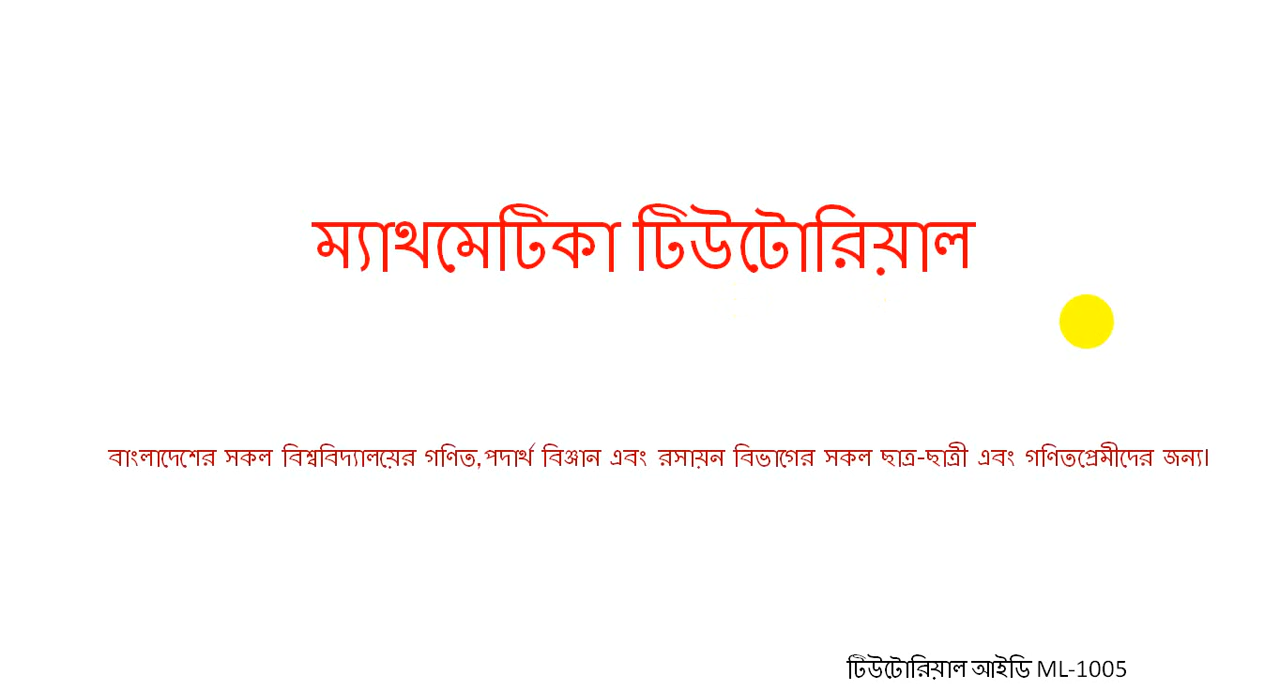 ম্যাথমেটিকা টিউটোরিয়াল
বাংলাদেশের সকল বিশ্ববিদ্যালয়ের গণিত,পদার্থ বিজ্ঞান এবং রসায়ন বিভাগের সকল ছাত্র-ছাত্রী এবং গণিতপ্রেমীদের জন্য।
টিউটোরিয়াল আইডি ML-1005